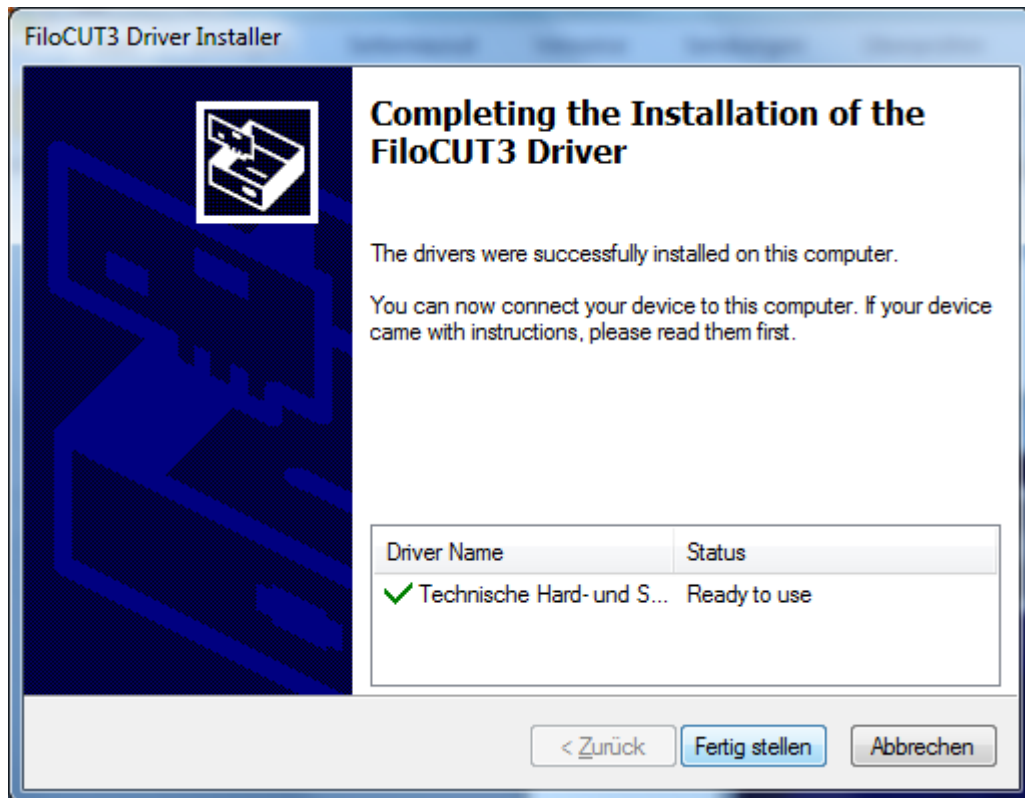 FiloCUT3 Driver Installer
Completing the Installation of the
FiloCUT3 Driver
The drivers were successfully installed on this computer.
You can now connect your device to this computer. If your device
came with instructions, please read them first.
Driver Name Status
Technische Hard- und S... Ready to use
< Zurück Fertig stellen Abbrechen